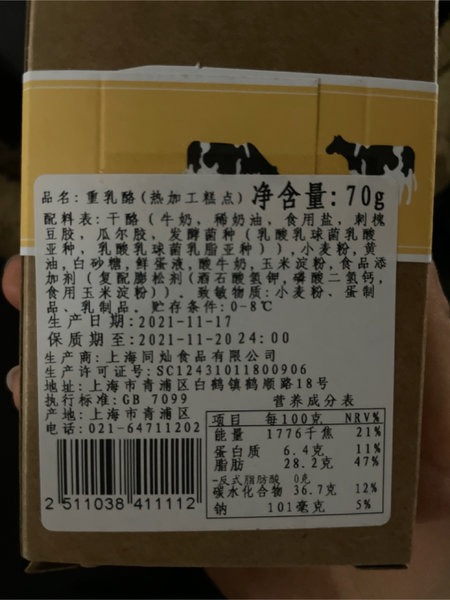 品名:重乳酪(热加工糕点) 净含量:70g
配料表:干酪(牛奶、稀奶油,食用盐,刺槐
豆胶,瓜尔胶,发酵菌种(乳酸乳球菌乳酸
亚种,乳酸乳球菌乳脂亚种)),小麦粉,黄
油,白砂糖,鲜蛋液,酸牛奶,玉米淀粉,食品添
加剂(复配膨松剂(酒石酸氢钾,磷酸二氢钙,
食用玉米淀粉)) 致敏物质:小麦粉、蛋制
品、乳制品。贮存条件:0-8℃
生产日期:2021-11-17
保质期至:2021-11-20 24:00
生产商:上海同灿食品有限公司
生产许可证号:SC12431011800906
地址:上海市青浦区白鹤镇鹤顺路18号
执行标准:GB 7099
产地:上海市青浦区
电话:021-64711202
2 511038 411112
营养成分表
项目 每100克 NRV%
能量 1776千焦 21%
蛋白质 6.4克 11%
脂肪 28.2克 47%
-反式脂肪酸 0克
碳水化合物 36.7克 12%
钠 101毫克 5%